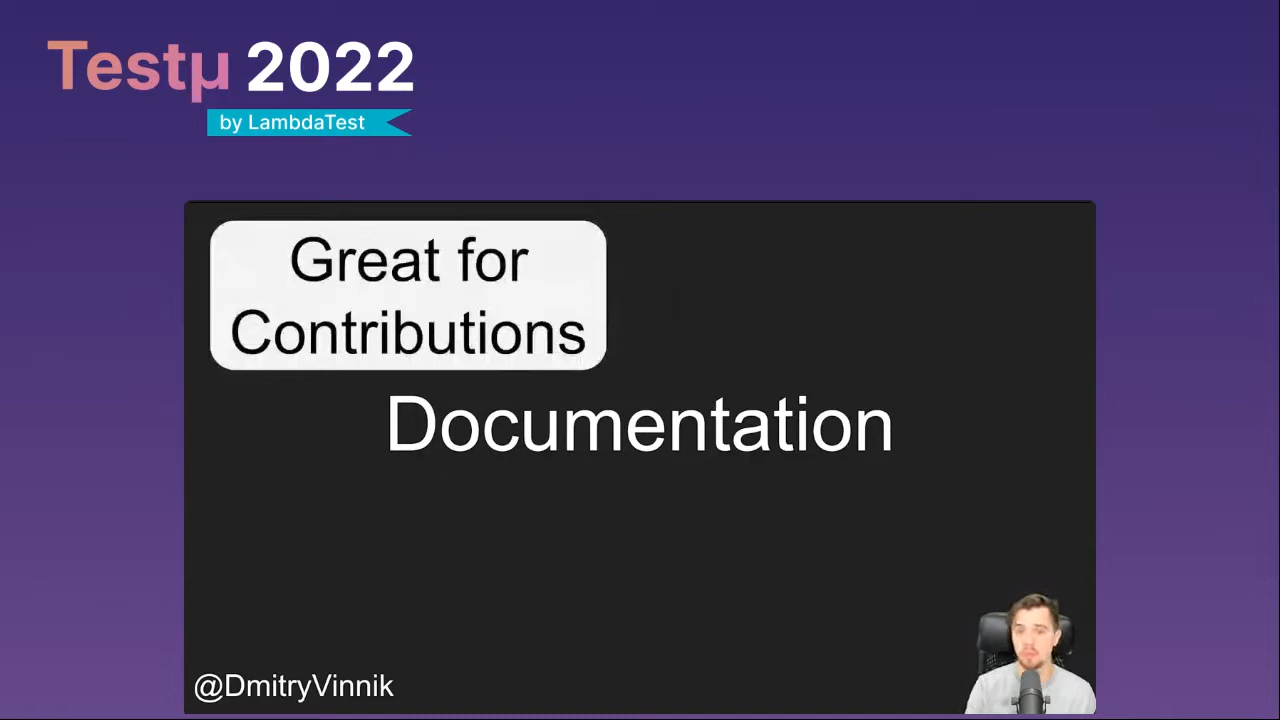 Testμ 2022
by LambdaTest
Great for
Contributions
Documentation
@DmitryVinnik